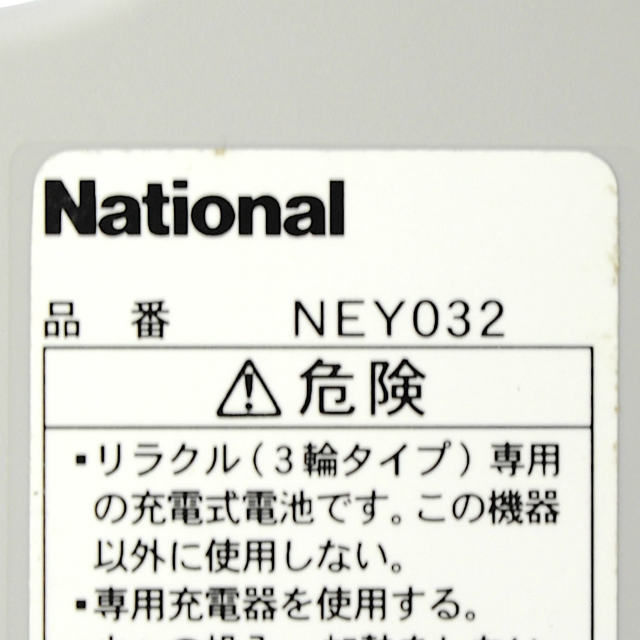 National
品 番 NEY032
⚠危険
▪リラクル(3輪タイプ)専用
の充電式電池です。この機器
以外に使用しない。
▪専用充電器を使用する。